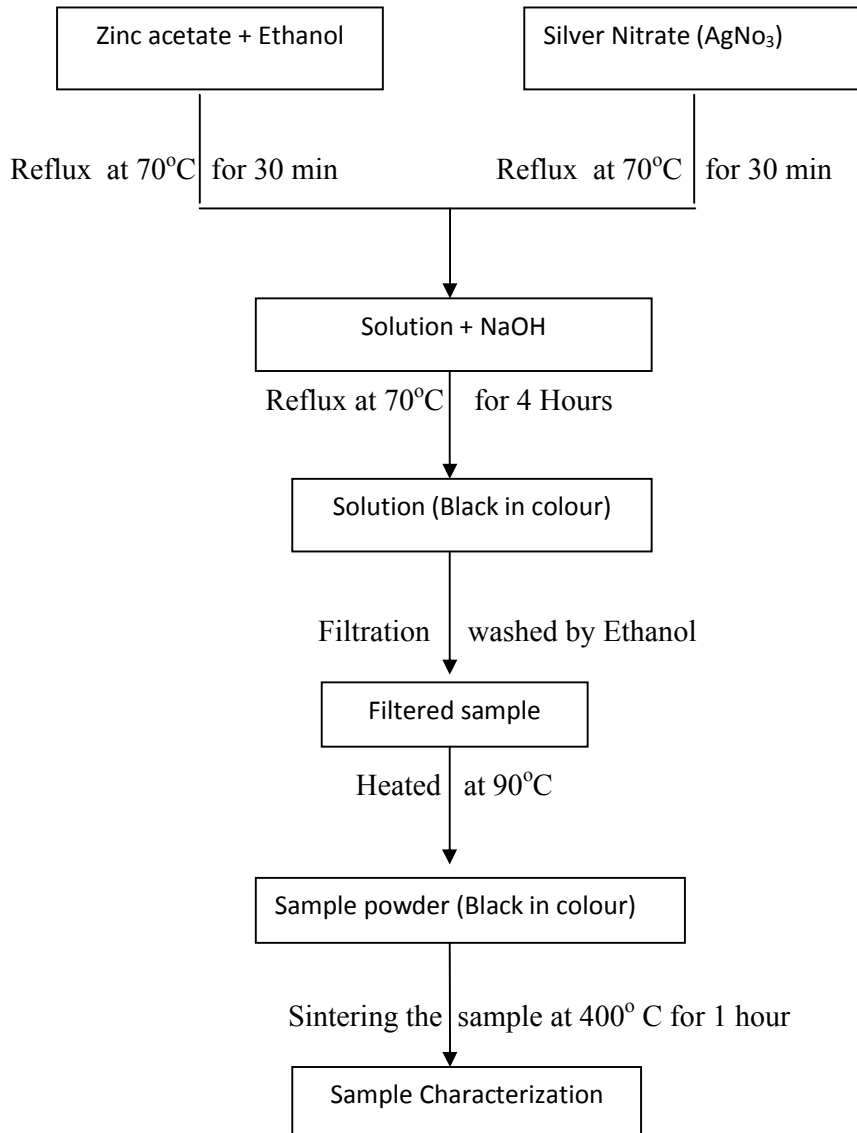 Zinc acetate + Ethanol
Silver Nitrate (AgNo₃)
Reflux at 70°C for 30 min
Reflux at 70°C for 30 min
Solution + NaOH
Reflux at 70°C for 4 Hours
Solution (Black in colour)
Filtration washed by Ethanol
Filtered sample
Heated at 90°C
Sample powder (Black in colour)
Sintering the sample at 400° C for 1 hour
Sample Characterization